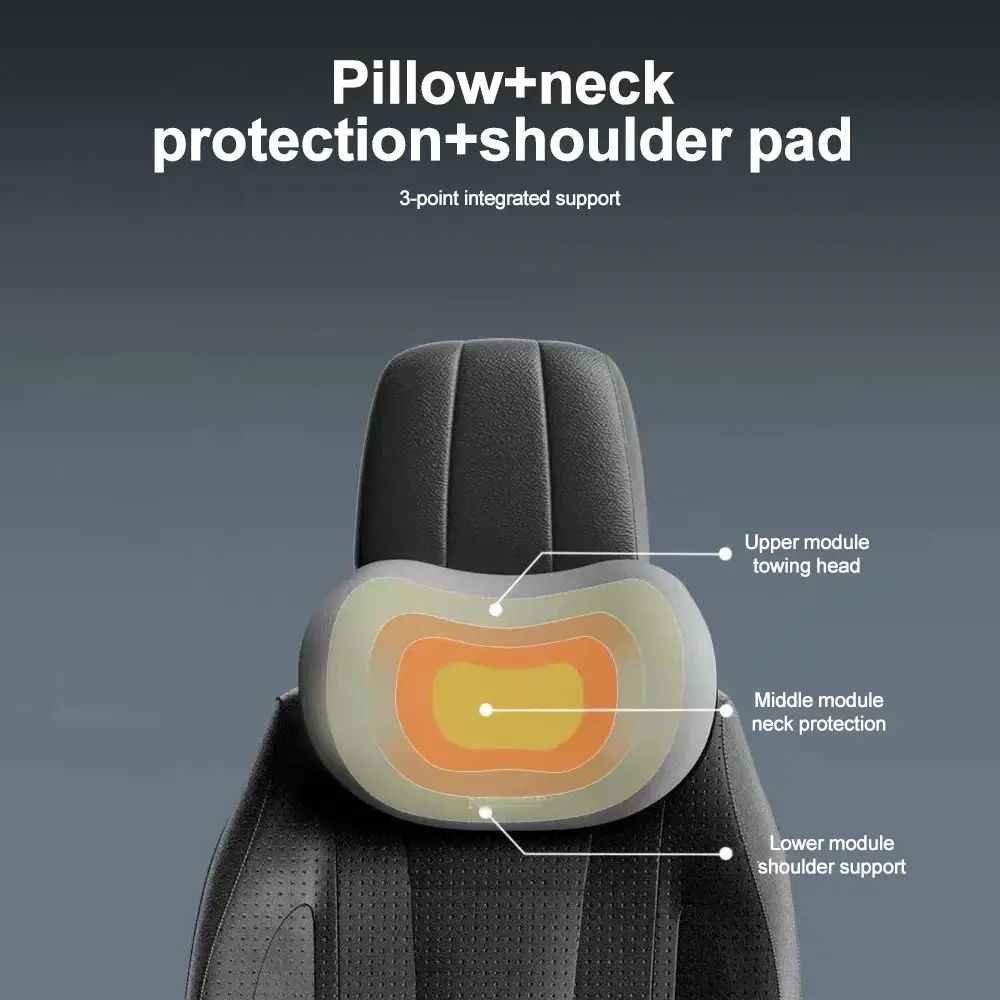 Pillow+neck
protection+shoulder pad
3-point integrated support
Upper module
towing head
Middle module
neck protection
Lower module
shoulder support